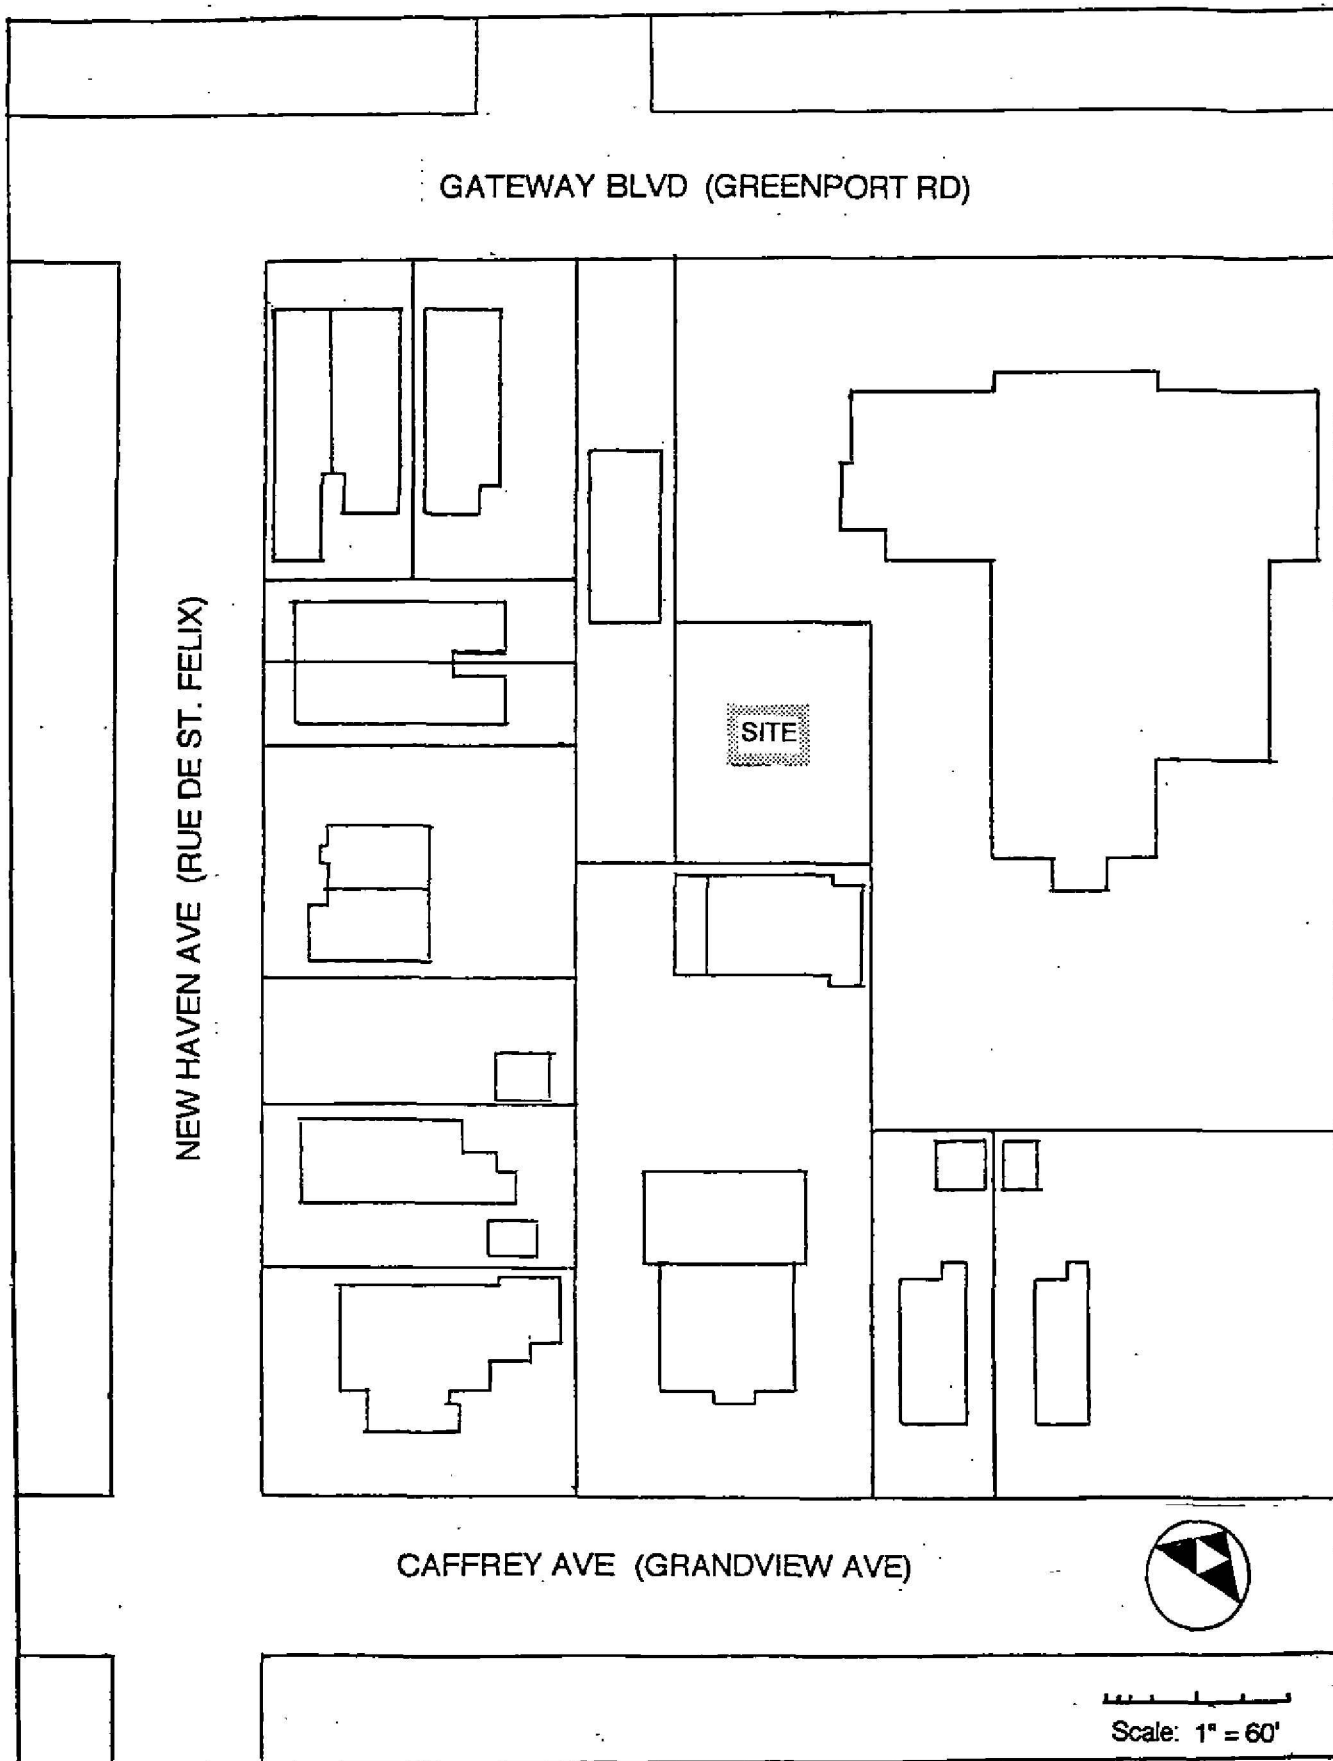 GATEWAY BLVD (GREENPORT RD)
NEW HAVEN AVE (RUE DE ST. FELIX)
SITE
CAFFREY AVE (GRANDVIEW AVE)
Scale: 1" = 60'